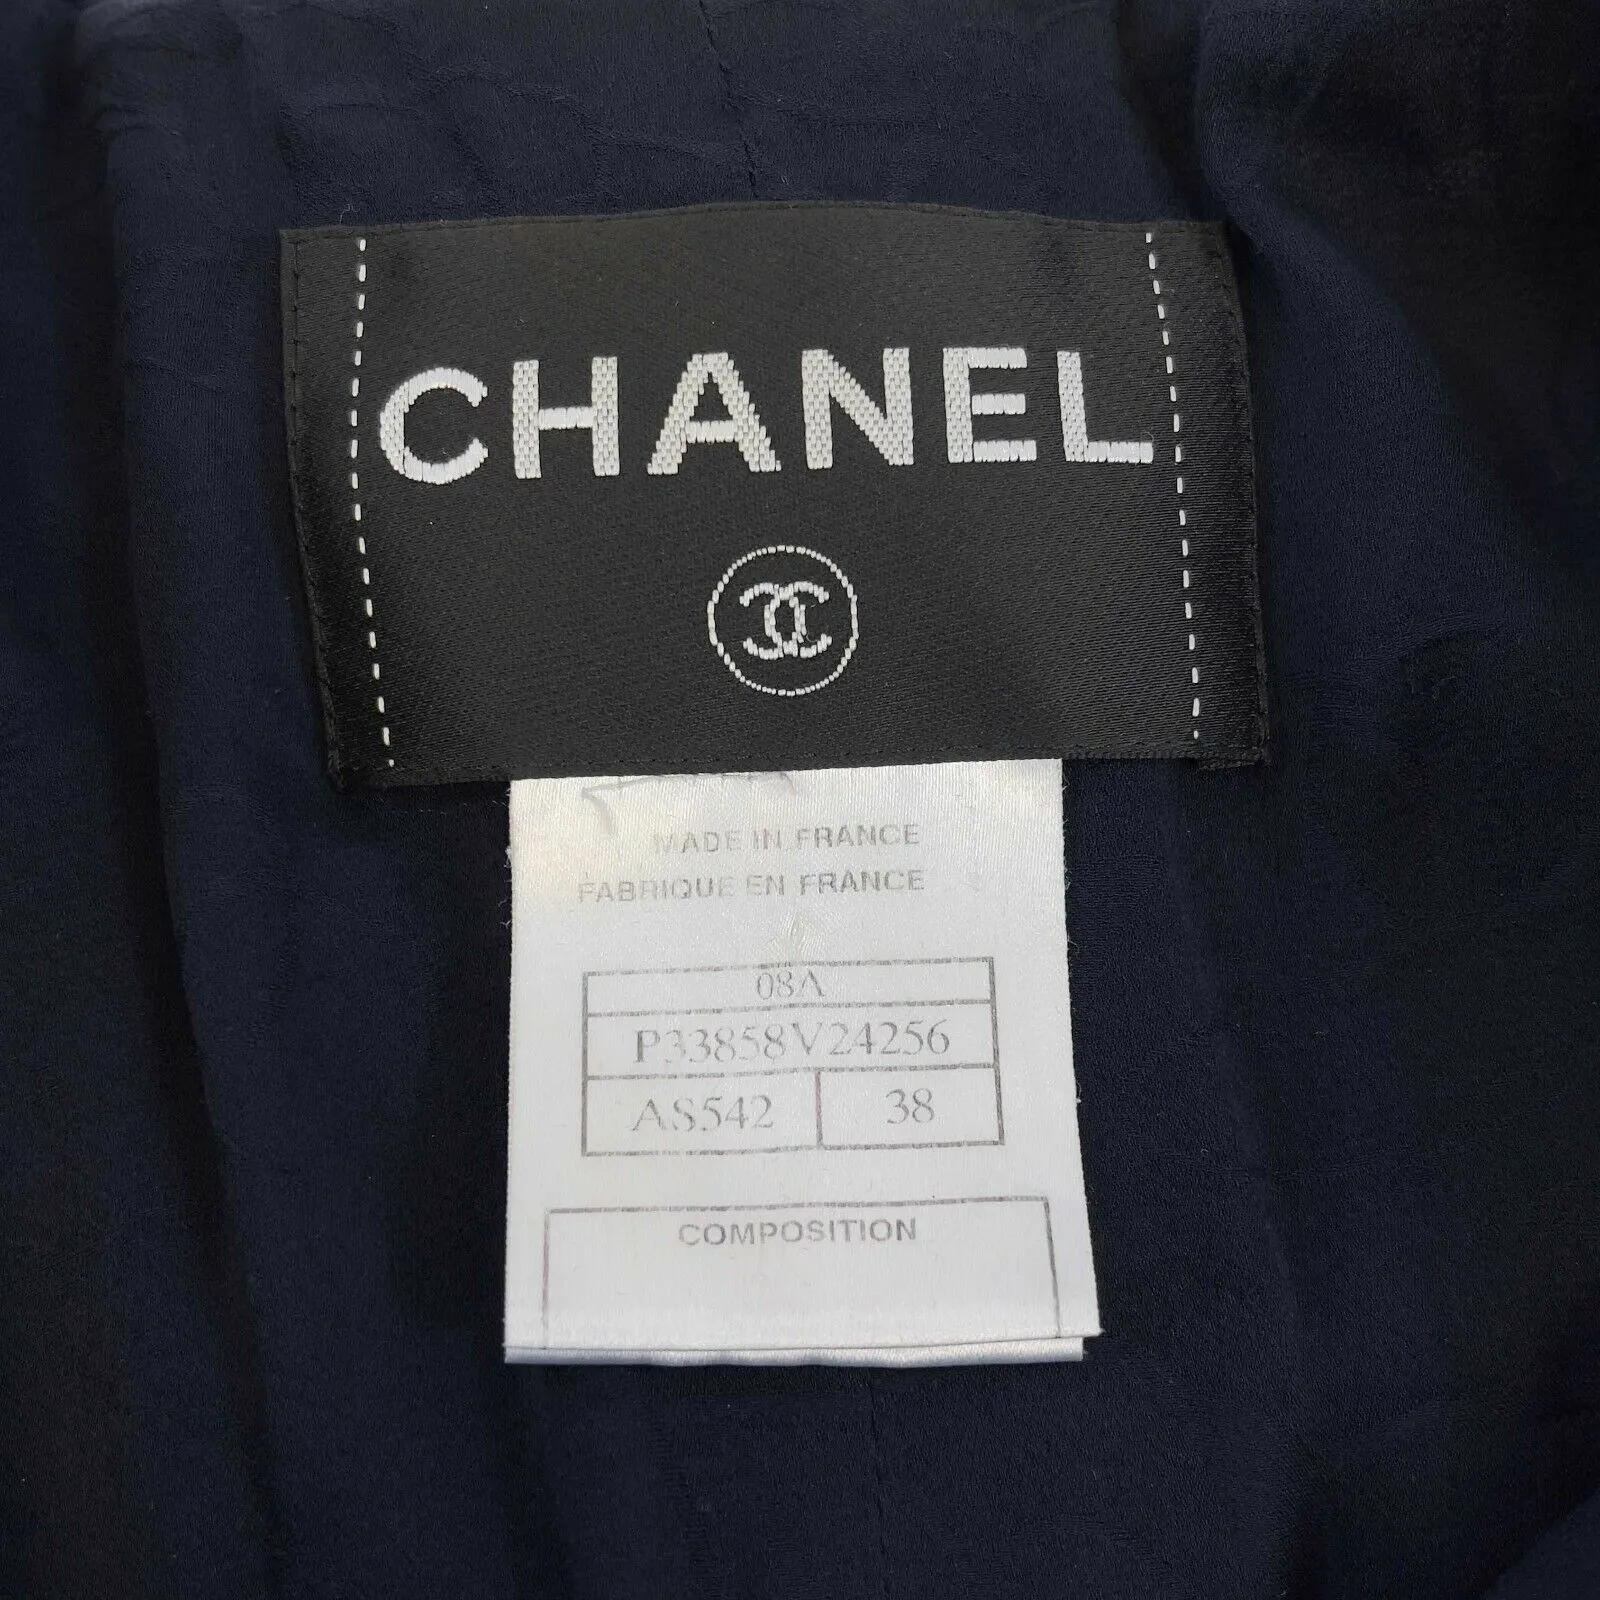 CHANEL
MADE IN FRANCE
FABRIQUE EN FRANCE
08A
P33858V24256
AS542 38
COMPOSITION